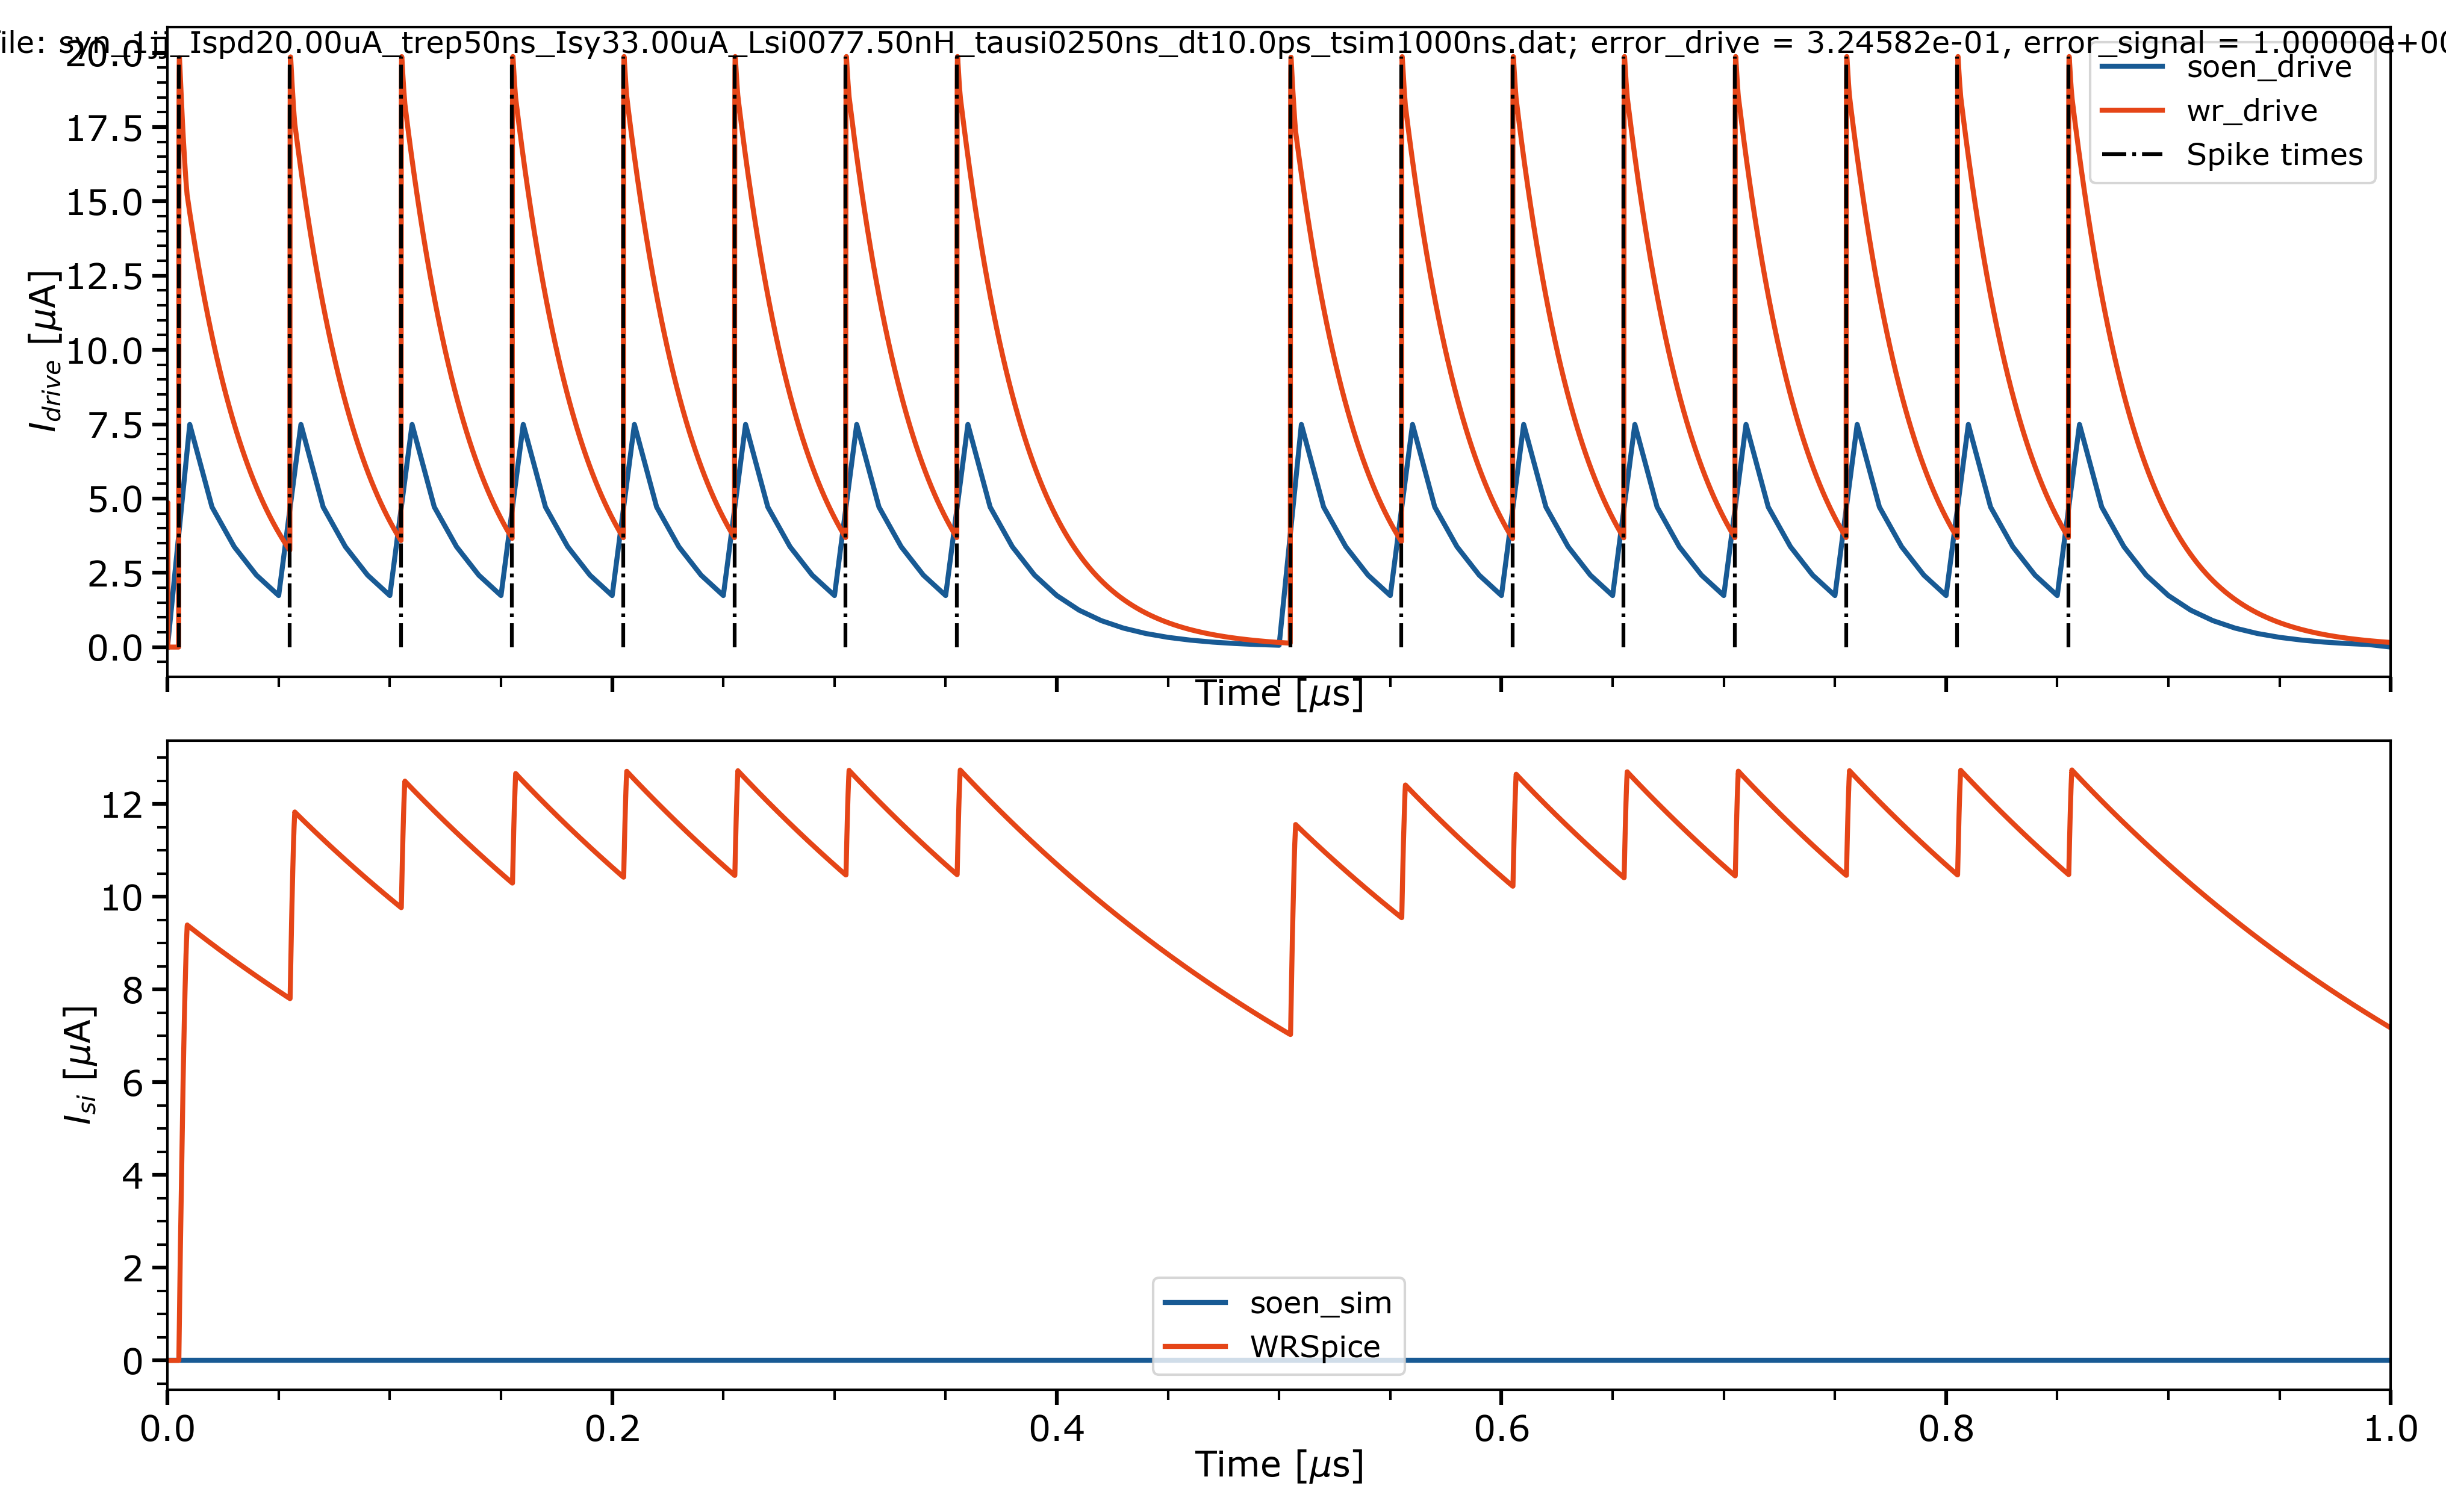 ile: syn_1jj_Ispd20.00uA_trep50ns_Isy33.00uA_Lsi0077.50nH_tausi0250ns_dt10.0ps_tsim1000ns.dat; error_drive = 3.24582e-01, error_signal = 1.00000e+00
soen_drive
wr_drive
Spike times
20.0
17.5
15.0
12.5
10.0
7.5
5.0
2.5
0.0
I_drive [μA]
Time [μs]
12
10
8
6
4
2
0
I_si [μA]
soen_sim
WRSpice
0.0 0.2 0.4 0.6 0.8 1.0
Time [μs]